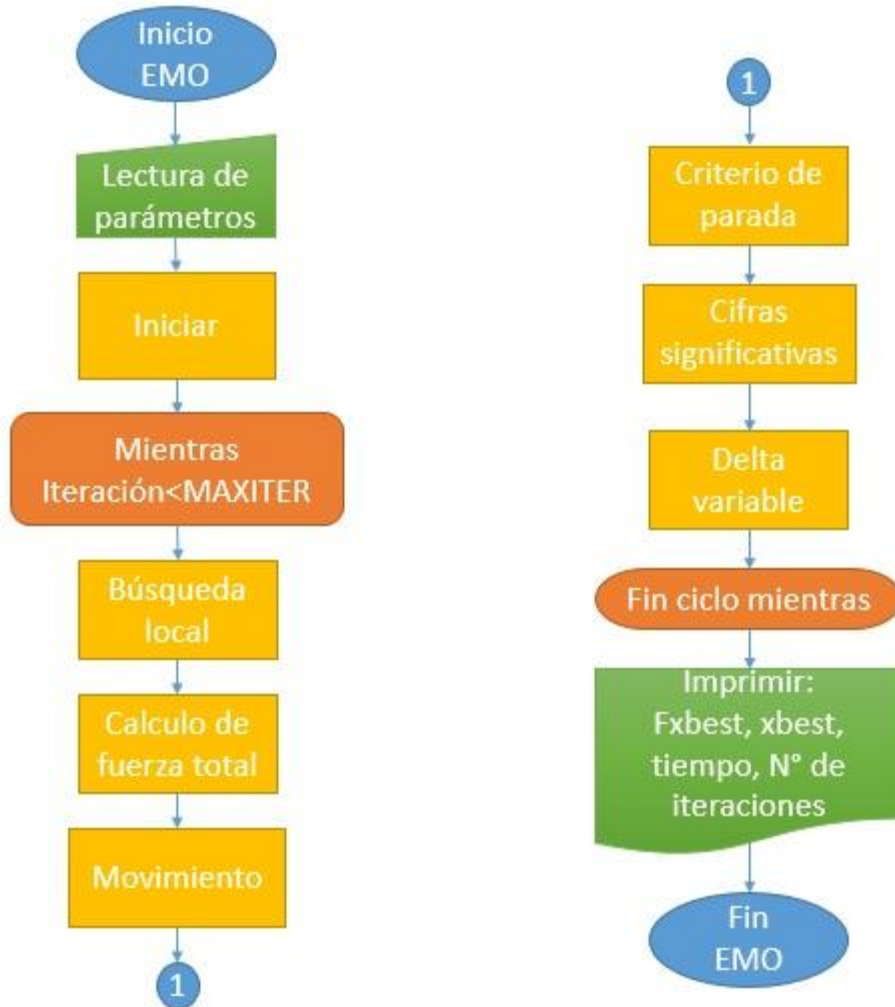 Inicio
EMO
Lectura de
parámetros
Iniciar
Mientras
Iteración<MAXITER
Búsqueda
local
Calculo de
fuerza total
Movimiento
1
1
Criterio de
parada
Cifras
significativas
Delta
variable
Fin ciclo mientras
Imprimir:
Fxbest, xbest,
tiempo, N° de
iteraciones
Fin
EMO